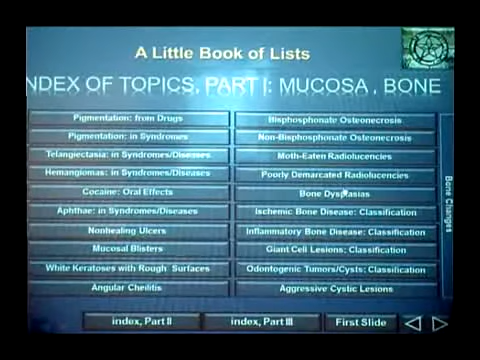 A Little Book of Lists
NDEX OF TOPICS, PART I: MUCOSA , BONE
Pigmentation: from Drugs
Pigmentation: in Syndromes
Telangiectasia: in Syndromes/Diseases
Hemangiomas: in Syndromes/Diseases
Cocaine: Oral Effects
Aphthae: in Syndromes/Diseases
Nonhealing Ulcers
Mucosal Blisters
White Keratoses with Rough Surfaces
Angular Cheilitis
Bisphosphonate Osteonecrosis
Non-Bisphosphonate Osteonecrosis
Moth-Eaten Radiolucencies
Poorly Demarcated Radiolucencies
Bone Dysplasias
Ischemic Bone Disease: Classification
Inflammatory Bone Disease: Classification
Giant Cell Lesions: Classification
Odontogenic Tumors/Cysts: Classification
Aggressive Cystic Lesions
Bone Changes
index, Part II
index, Part III
First Slide